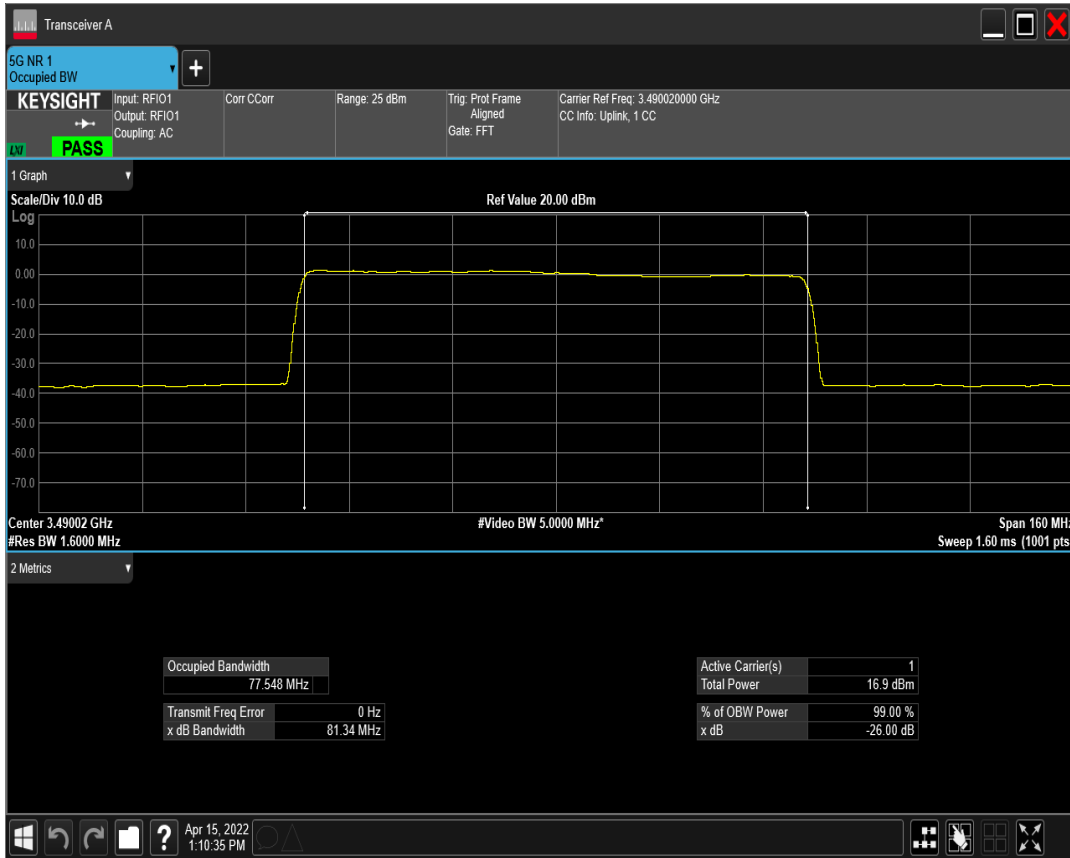 Transceiver A
5G NR 1
Occupied BW
+
KEYSIGHT
LXI
PASS
Input: RFIO1
Output: RFIO1
Coupling: AC
Corr CCorr
Range: 25 dBm
Trig: Prot Frame
Aligned
Gate: FFT
Carrier Ref Freq: 3.490020000 GHz
CC Info: Uplink, 1 CC
1 Graph
Scale/Div 10.0 dB
Ref Value 20.00 dBm
Log
10.0
0.00
-10.0
-20.0
-30.0
-40.0
-50.0
-60.0
-70.0
Center 3.49002 GHz
#Video BW 5.0000 MHz*
Span 160 MHz
#Res BW 1.6000 MHz
Sweep 1.60 ms (1001 pts
2 Metrics
Occupied Bandwidth
77.548 MHz
Transmit Freq Error 0 Hz
x dB Bandwidth 81.34 MHz
Active Carrier(s) 1
Total Power 16.9 dBm
% of OBW Power 99.00 %
x dB -26.00 dB
?
Apr 15, 2022
1:10:35 PM